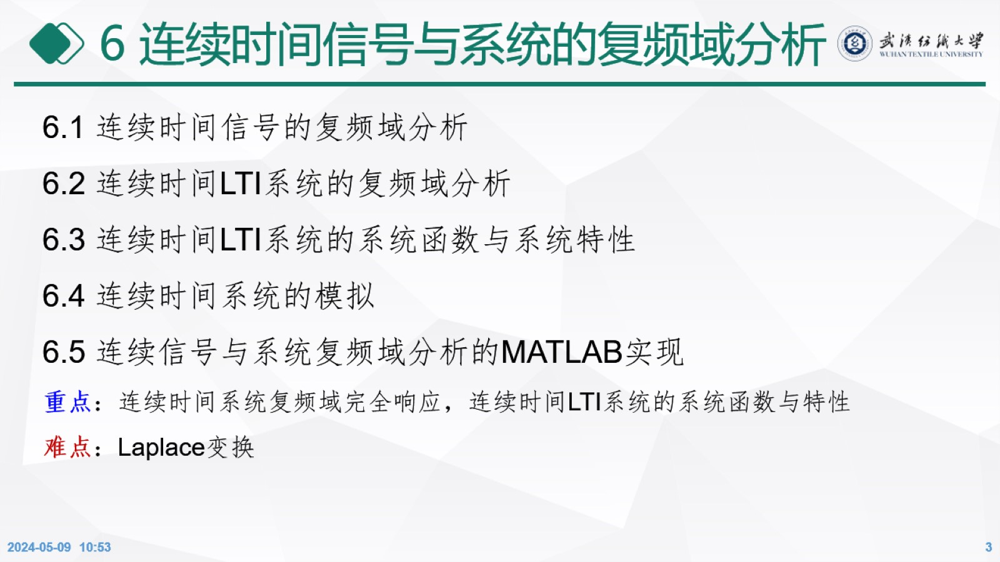 6 连续时间信号与系统的复频域分析
武汉纺织大学
WUHAN TEXTILE UNIVERSITY
6.1 连续时间信号的复频域分析
6.2 连续时间LTI系统的复频域分析
6.3 连续时间LTI系统的系统函数与系统特性
6.4 连续时间系统的模拟
6.5 连续信号与系统复频域分析的MATLAB实现
重点：连续时间系统复频域完全响应，连续时间LTI系统的系统函数与特性
难点：Laplace变换
2024-05-09 10:53
3